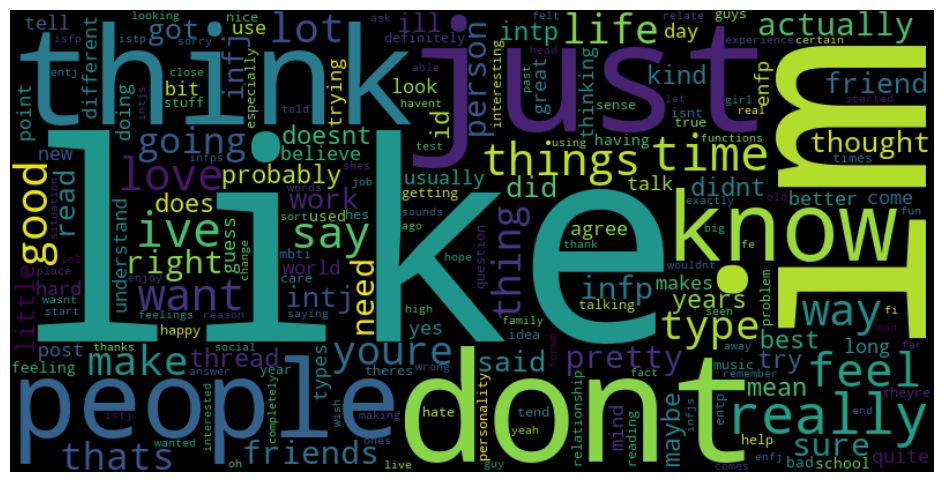 tell
looking
got
nice
lot
ill
ask
felt
relate
guys
actually
isfp
istp
sorry
use
definitely
able
intp
life
day
experience
certain
think
just
im
entj
infj
person
head
kind
friend
point
different
close
bit
look
past
great
interesting
thinking
let
girl
started
intjs
stuff
especially
trying
havent
sense
isnt
real
enfp
doing
told
id
test
having
true
functions
thought
going
doesnt
things
time
using
times
new
infps
shes
believe
usually
did
talk
didnt
better
come
good
read
love
probably
job
getting
exactly
old
fun
words
work
hes
sounds
does
sort
used
ago
agree
big
fe
situation
lol
understand
ive
guess
change
mbti
say
like
hope
question
thank
know
wouldnt
right
world
thing
place
hard
enjoy
care
need
infp
makes
seen
problem
little
wasnt
want
intj
saying
talking
years
way
fi
start
feelings
reason
high
family
type
man
happy
yes
idea
forum
away
best
long
far
post
thanks
social
youre
said
pretty
try
feeling
make
thread
theres
wrong
fact
music
feel
answer
year
types
mind
remember
mean
theyre
people
istj
completely
interested
making
hate
tend
personality
dont
relationship
reading
maybe
entp
infjs
really
wanted
wish
ones
yeah
help
end
thats
friends
oh
live
guy
comes
enfj
bad
school
sure
quite